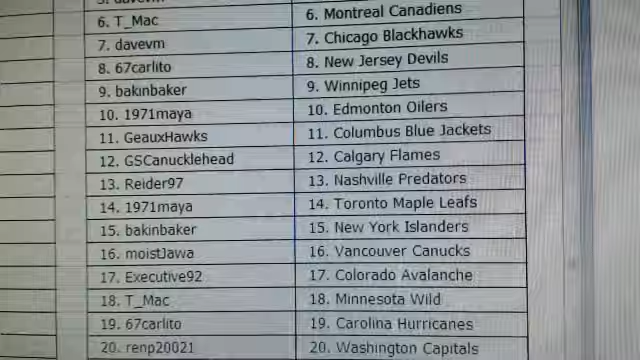 6. T_Mac 6. Montreal Canadiens
7. davevm 7. Chicago Blackhawks
8. 67carlito 8. New Jersey Devils
9. bakinbaker 9. Winnipeg Jets
10. 1971maya 10. Edmonton Oilers
11. GeauxHawks 11. Columbus Blue Jackets
12. GSCanucklehead 12. Calgary Flames
13. Reider97 13. Nashville Predators
14. 1971maya 14. Toronto Maple Leafs
15. bakinbaker 15. New York Islanders
16. moistJawa 16. Vancouver Canucks
17. Executive92 17. Colorado Avalanche
18. T_Mac 18. Minnesota Wild
19. 67carlito 19. Carolina Hurricanes
20. renp20021 20. Washington Capitals